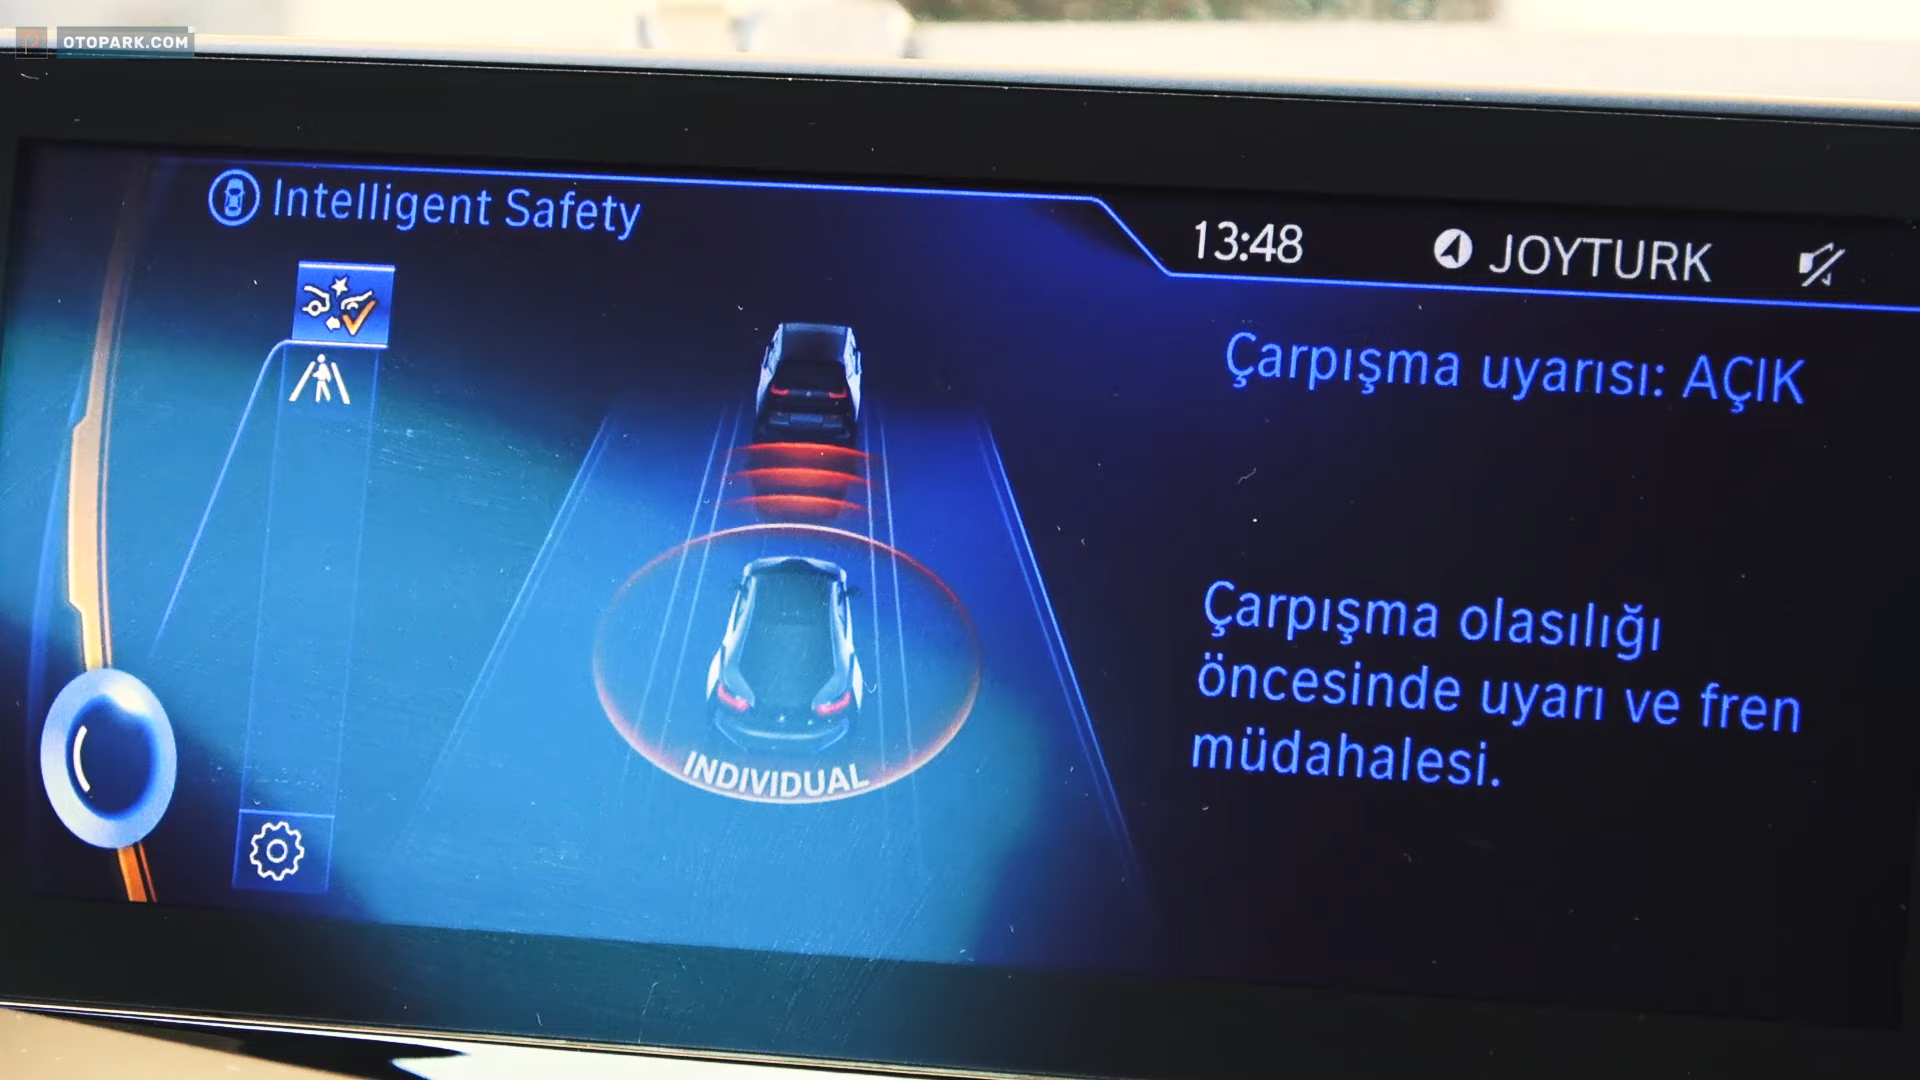 OTOPARK.COM
Intelligent Safety
13:48
JOYTURK
Çarpışma uyarısı: AÇIK
Çarpışma olasılığı
öncesinde uyarı ve fren
müdahalesi.
INDIVIDUAL